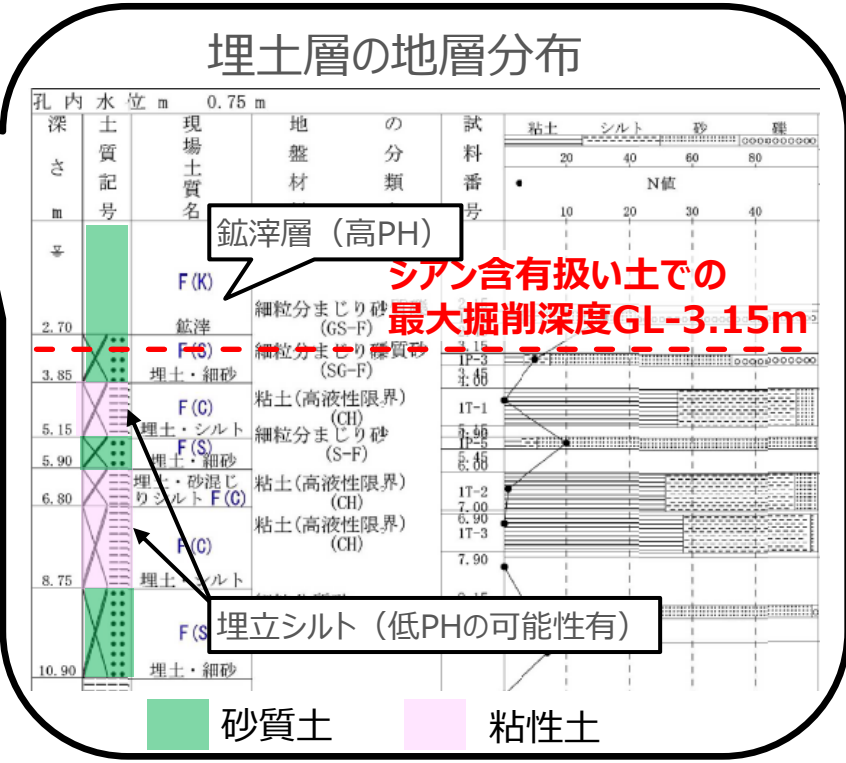 埋土層の地層分布
孔内水位 m 0.75 m
深さ m
土質記号
現場土質名
地盤材
の分類
試料番号
粘土 シルト 砂 礫
20 40 60 80
N値
10 20 30 40
鉱滓層（高PH）
シアン含有扱い土での
最大掘削深度GL-3.15m
F(K)
鉱滓
2.70
細粒分まじり砂
(GS-F)
3.15
F(S)
埋土・細砂
3.85
細粒分まじり礫質砂
(SG-F)
1P-3
3.45
4.00
F(C)
埋土・シルト
5.15
粘土(高液性限界)
(CH)
1T-1
F(S)
埋土・細砂
5.90
細粒分まじり砂
(S-F)
1P-5
5.45
6.00
埋土・砂混じ
りシルト F(C)
6.80
粘土(高液性限界)
(CH)
1T-2
7.00
6.90
F(C)
埋土・シルト
8.75
粘土(高液性限界)
(CH)
1T-3
7.90
埋立シルト（低PHの可能性有）
F(S
埋土・細砂
10.90
砂質土
粘性土